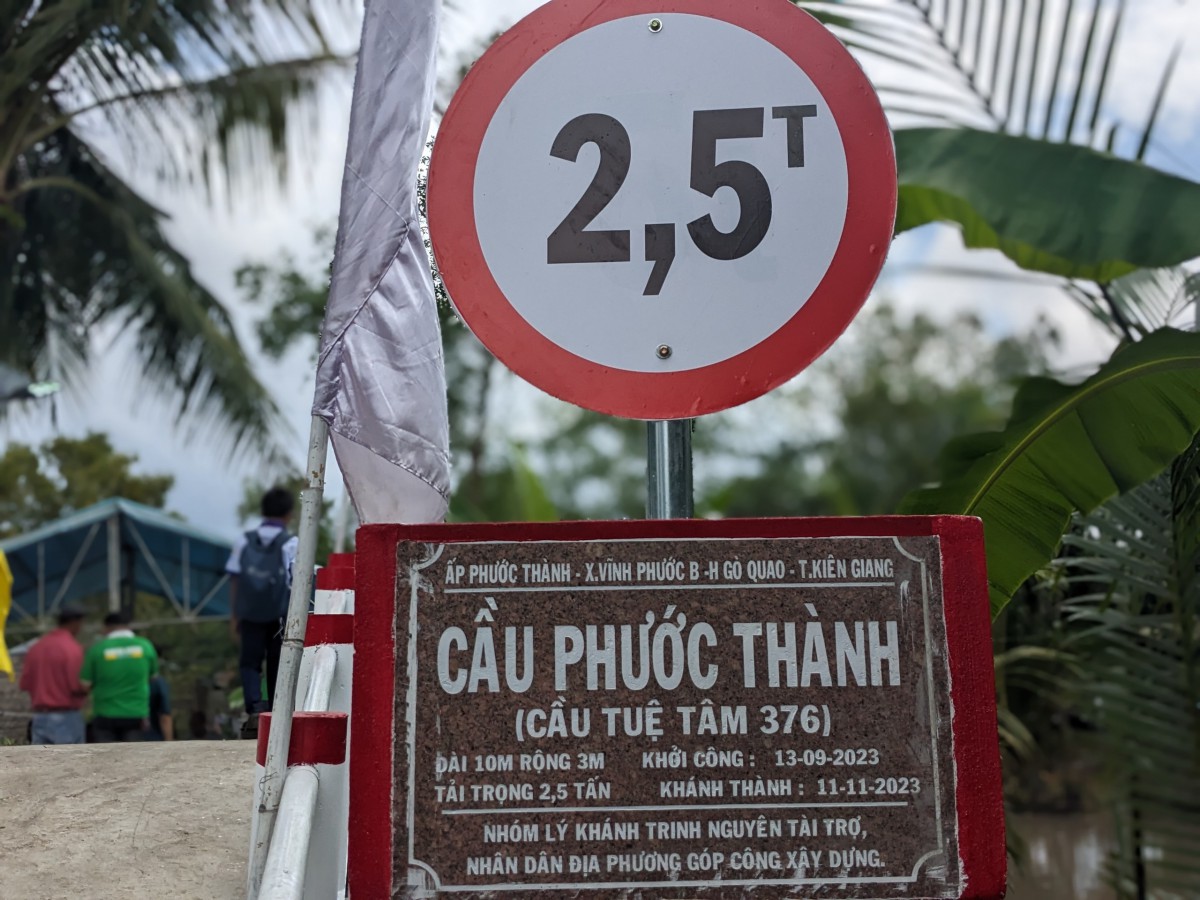 2,5T
ẤP PHƯỚC THÀNH - X.VĨNH PHƯỚC B -H GÒ QUAO - T.KIÊN GIANG
CẦU PHƯỚC THÀNH
(CẦU TUỆ TÂM 376)
DÀI 10M RỘNG 3M KHỞI CÔNG : 13-09-2023
TẢI TRỌNG 2,5 TẤN KHÁNH THÀNH : 11-11-2023
NHÓM LÝ KHÁNH TRINH NGUYÊN TÀI TRỢ,
NHÂN DÂN ĐỊA PHƯƠNG GÓP CÔNG XÂY DỰNG.